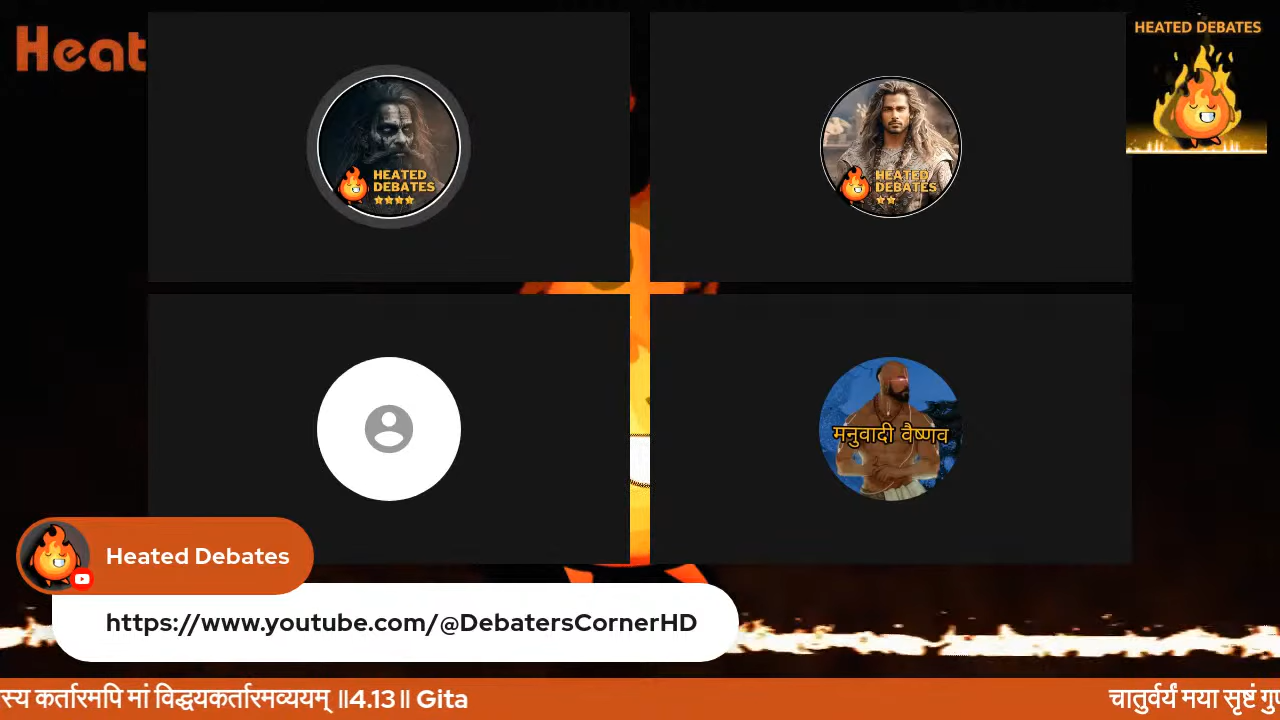 Heat
HEATED DEBATES
HEATED
DEBATES
HEATED
DEBATES
मनुवादी वैष्णव
Heated Debates
https://www.youtube.com/@DebatersCornerHD
स्य कर्तारमपि मां विद्ध्यकर्तारमव्ययम् ॥4.13॥ Gita
चातुर्वर्यं मया सृष्टं गु